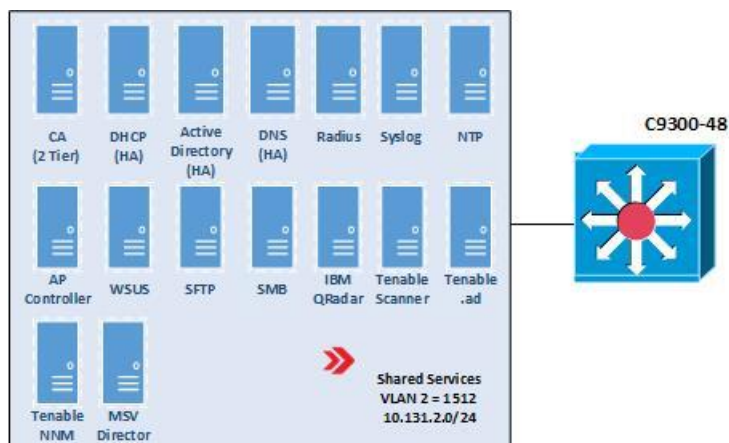 CA
(2 Tier)
DHCP
(HA)
Active
Directory
(HA)
DNS
(HA)
Radius
Syslog
NTP
C9300-48
AP
Controller
WSUS
SFTP
SMB
IBM
QRadar
Tenable
Scanner
Tenable
.ad
Tenable
NNM
MSV
Director
Shared Services
VLAN 2 = 1512
10.131.2.0/24